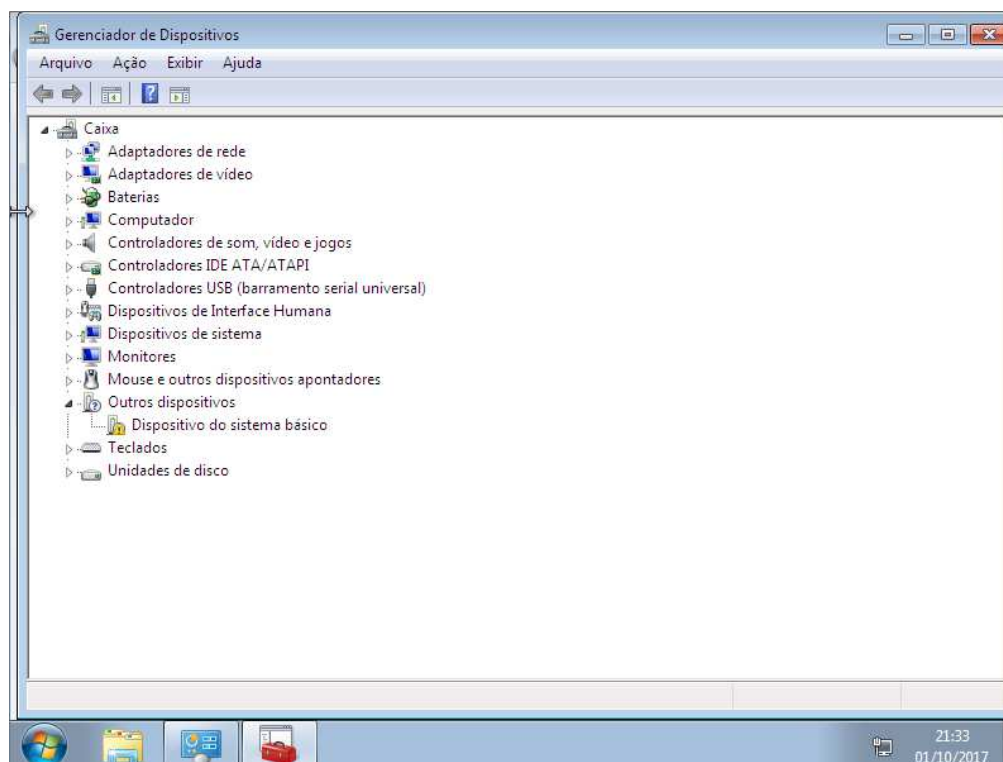 Gerenciador de Dispositivos
Arquivo Ação Exibir Ajuda
Caixa
Adaptadores de rede
Adaptadores de vídeo
Baterias
Computador
Controladores de som, vídeo e jogos
Controladores IDE ATA/ATAPI
Controladores USB (barramento serial universal)
Dispositivos de Interface Humana
Dispositivos de sistema
Monitores
Mouse e outros dispositivos apontadores
Outros dispositivos
Dispositivo do sistema básico
Teclados
Unidades de disco
21:33
01/10/2017